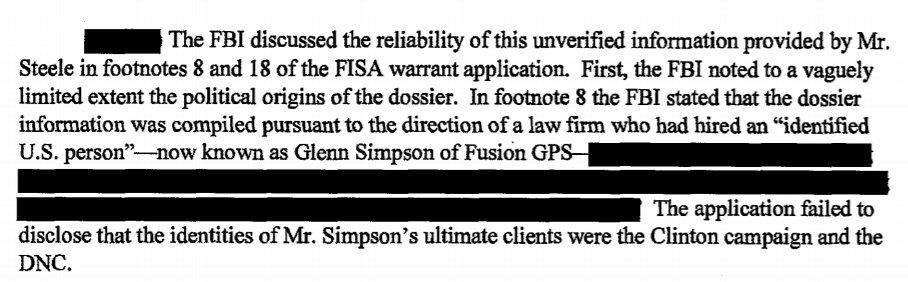 The FBI discussed the reliability of this unverified information provided by Mr.
Steele in footnotes 8 and 18 of the FISA warrant application. First, the FBI noted to a vaguely
limited extent the political origins of the dossier. In footnote 8 the FBI stated that the dossier
information was compiled pursuant to the direction of a law firm who had hired an “identified
U.S. person”—now known as Glenn Simpson of Fusion GPS—
The application failed to
disclose that the identities of Mr. Simpson’s ultimate clients were the Clinton campaign and the
DNC.